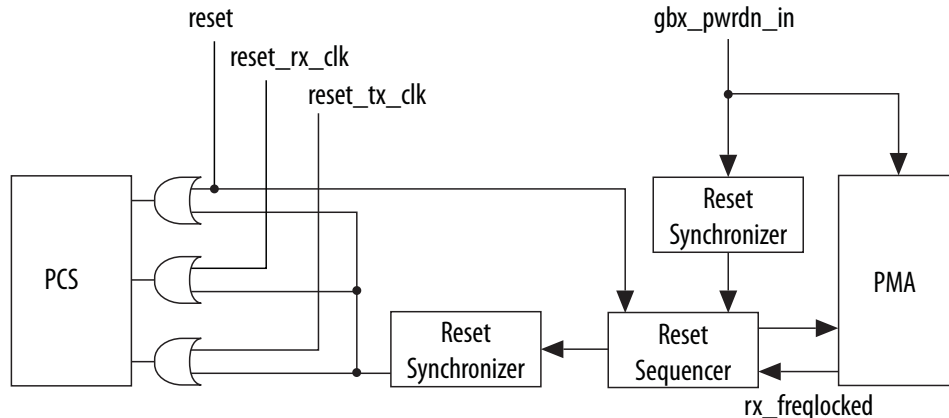 reset
gbx_pwrdn_in
reset_rx_clk
reset_tx_clk
Reset
Synchronizer
PCS
PMA
Reset
Synchronizer
Reset
Sequencer
rx_freqlocked